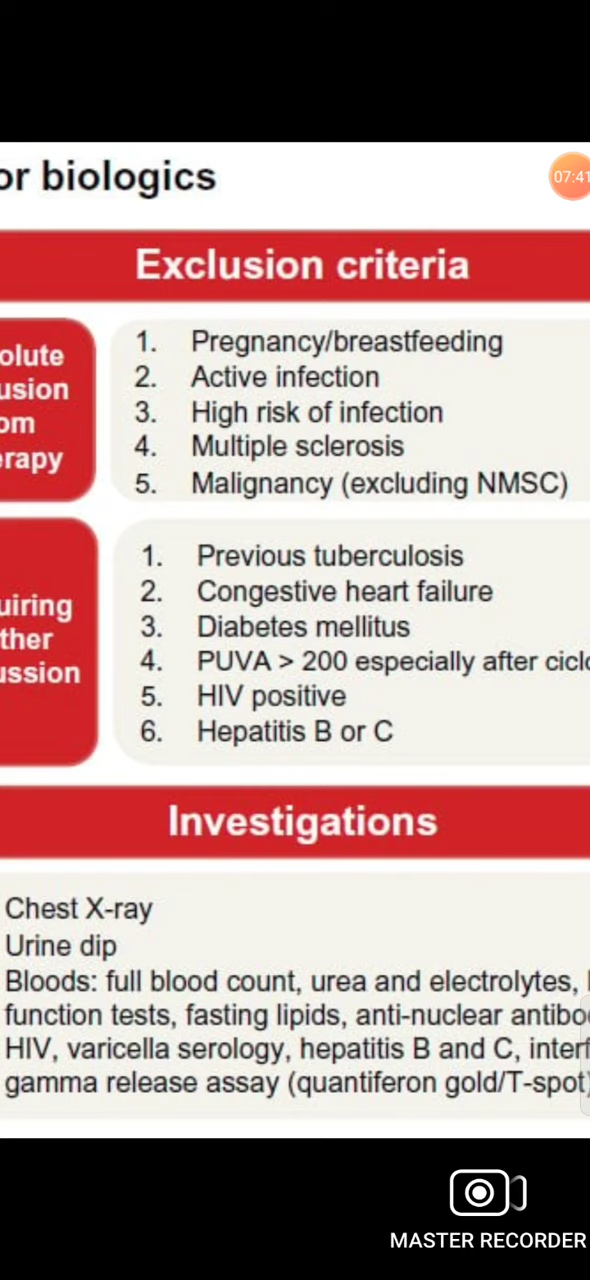 or biologics
07:41
Exclusion criteria
olute
usion
om
erapy
1. Pregnancy/breastfeeding
2. Active infection
3. High risk of infection
4. Multiple sclerosis
5. Malignancy (excluding NMSC)
uiring
ther
ussion
1. Previous tuberculosis
2. Congestive heart failure
3. Diabetes mellitus
4. PUVA > 200 especially after ciclo
5. HIV positive
6. Hepatitis B or C
Investigations
Chest X-ray
Urine dip
Bloods: full blood count, urea and electrolytes,
function tests, fasting lipids, anti-nuclear antibo
HIV, varicella serology, hepatitis B and C, interf
gamma release assay (quantiferon gold/T-spot)
MASTER RECORDER